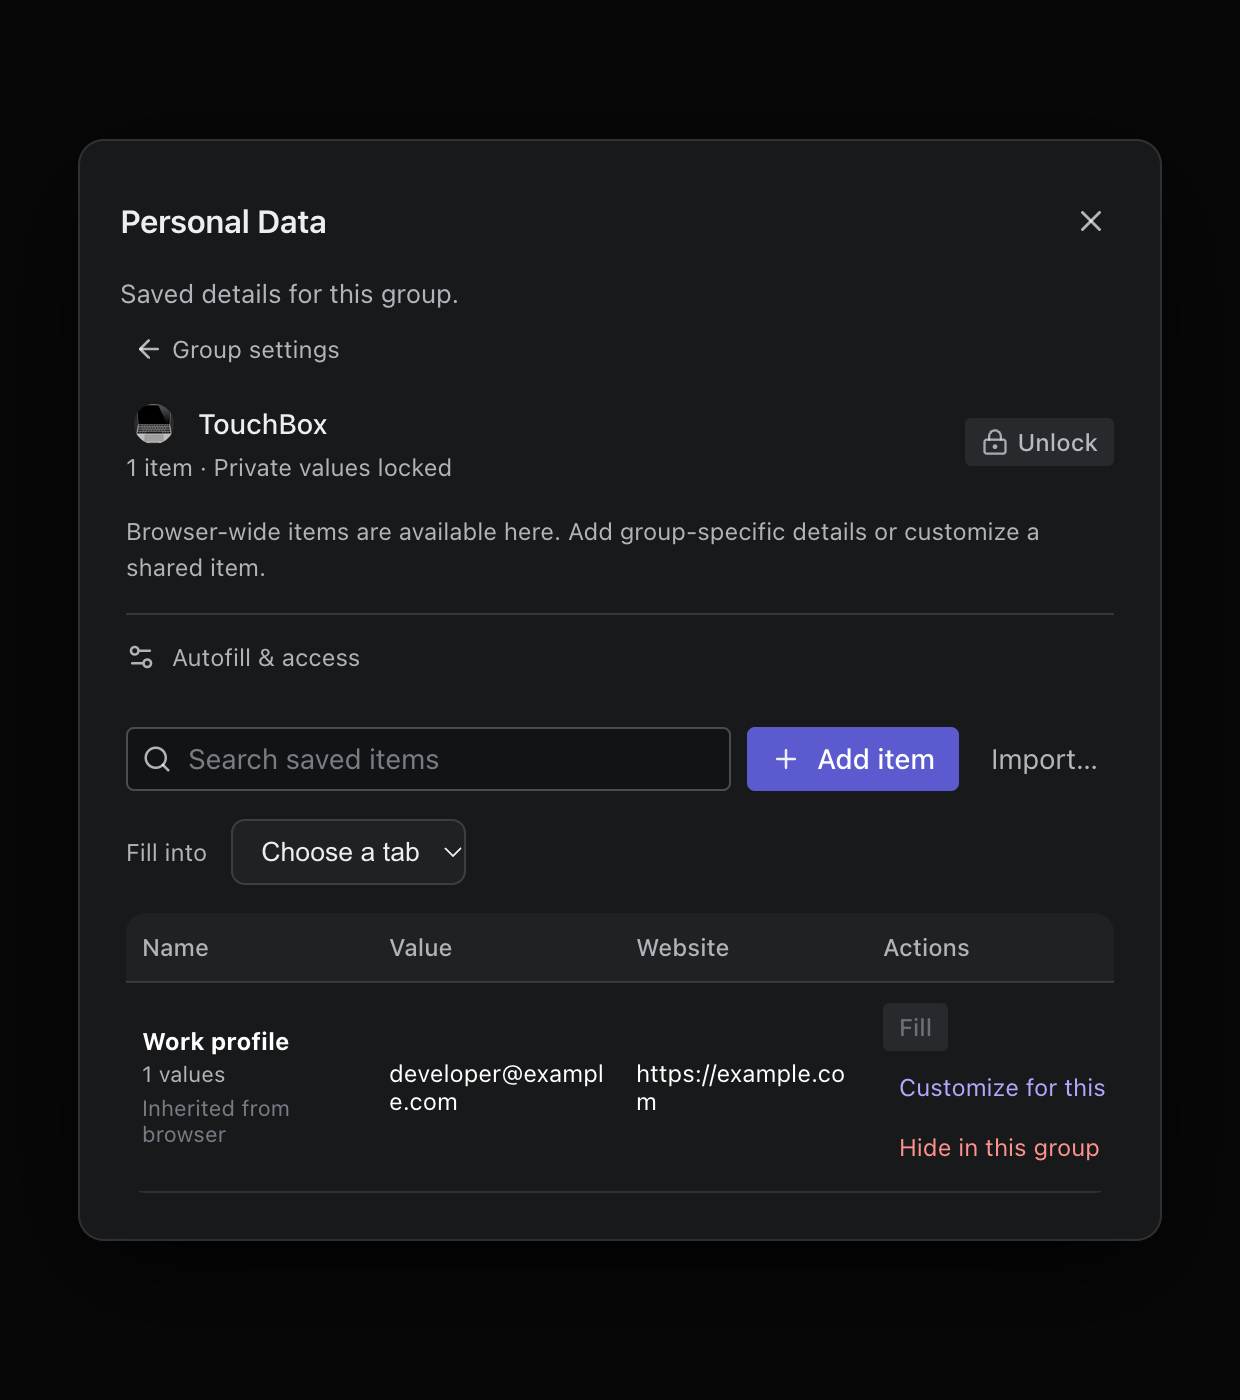 Personal Data
Saved details for this group.
Group settings
TouchBox
1 item · Private values locked
Unlock
Browser-wide items are available here. Add group-specific details or customize a
shared item.
Autofill & access
Search saved items
Add item
Import...
Fill into
Choose a tab
Name
Value
Website
Actions
Work profile
1 values
Inherited from
browser
developer@exampl
e.com
https://example.co
m
Fill
Customize for this
Hide in this group